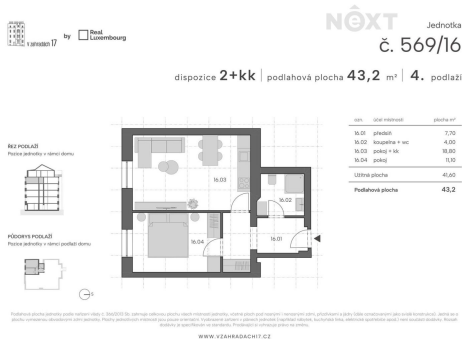 NEXT
Jednotka
č. 569/16
v zahradách 17
by
Real Luxembourg
dispozice 2+kk podlahová plocha 43,2 m² 4. podlaží
ozn. účel místnosti plocha m²
16.01 předsíň 7,70
16.02 koupelna + wc 4,00
16.03 pokoj + kk 18,80
16.04 pokoj 11,10
Užitná plocha 41,60
Podlahová plocha 43,2
ŘEZ PODLAŽÍ
Pozice jednotky v rámci domu
PŮDORYS PODLAŽÍ
Pozice jednotky v rámci podlaží domu
16.03
16.02
16.04
16.01
S
WWW.VZAHRADACH17.CZ